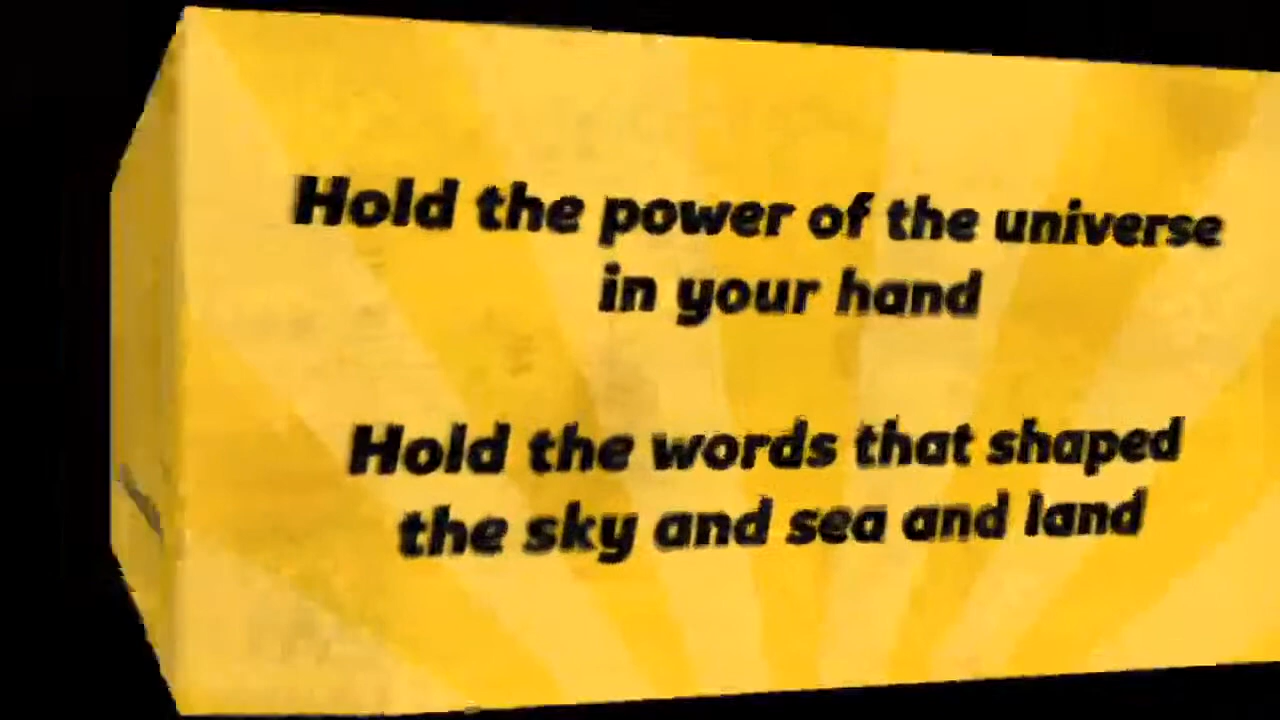 Hold the power of the universe
in your hand
Hold the words that shaped
the sky and sea and land